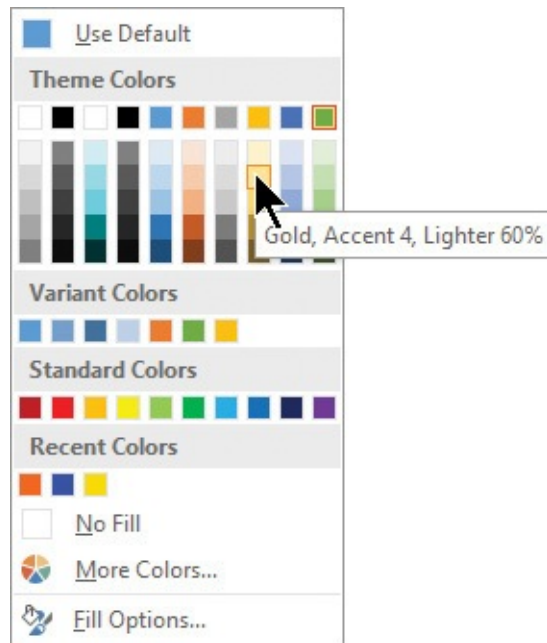 Use Default
Theme Colors
Gold, Accent 4, Lighter 60%
Variant Colors
Standard Colors
Recent Colors
No Fill
More Colors...
Fill Options...